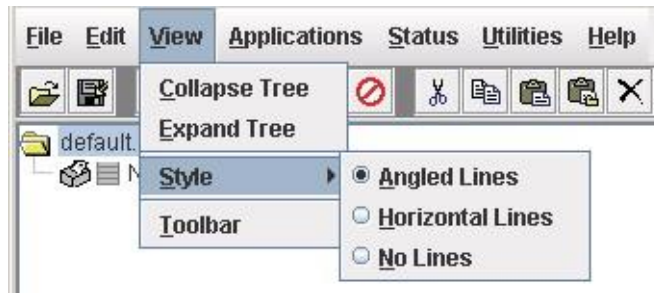 File Edit View Applications Status Utilities Help
Collapse Tree
Expand Tree
default.
Style
Angled Lines
Horizontal Lines
Toolbar
No Lines